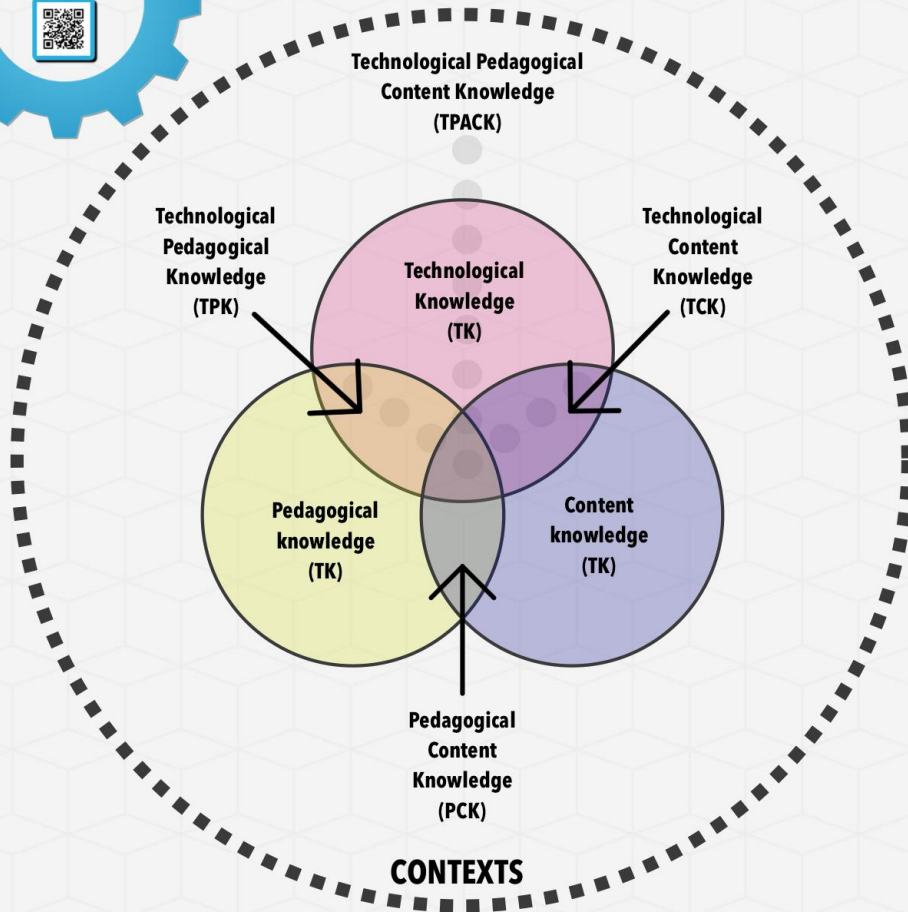 Technological Pedagogical
Content Knowledge
(TPACK)
Technological
Pedagogical
Knowledge
(TPK)
Technological
Content
Knowledge
(TCK)
Technological
Knowledge
(TK)
Pedagogical
knowledge
(TK)
Content
knowledge
(TK)
Pedagogical
Content
Knowledge
(PCK)
CONTEXTS